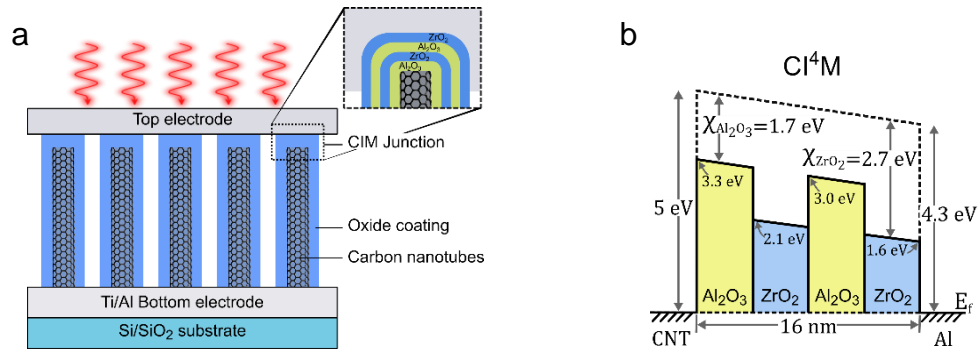 a
ZrO₂
Al₂O₃
ZrO₂
Al₂O₃
Top electrode
CIM Junction
Oxide coating
Carbon nanotubes
Ti/Al Bottom electrode
Si/SiO₂ substrate
b
CI⁴M
χAl₂O₃=1.7 eV
χZrO₂=2.7 eV
3.3 eV
3.0 eV
5 eV
4.3 eV
2.1 eV
1.6 eV
Al₂O₃
ZrO₂
Al₂O₃
ZrO₂
E_f
CNT
16 nm
Al